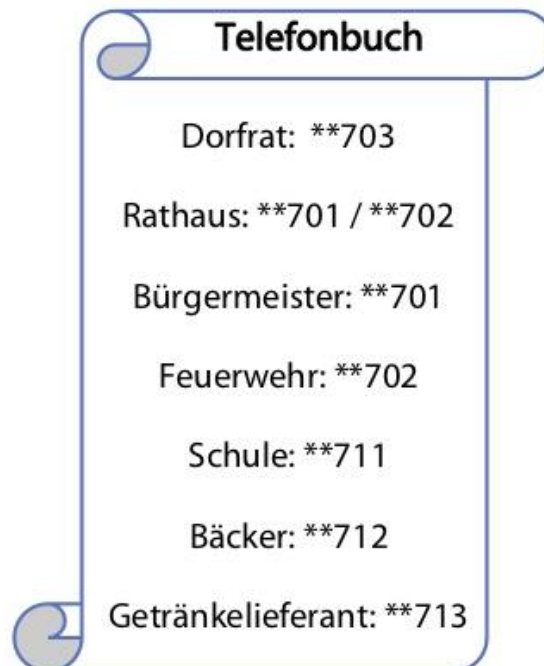 Telefonbuch
Dorfrat: **703
Rathaus: **701 / **702
Bürgermeister: **701
Feuerwehr: **702
Schule: **711
Bäcker: **712
Getränkelieferant: **713